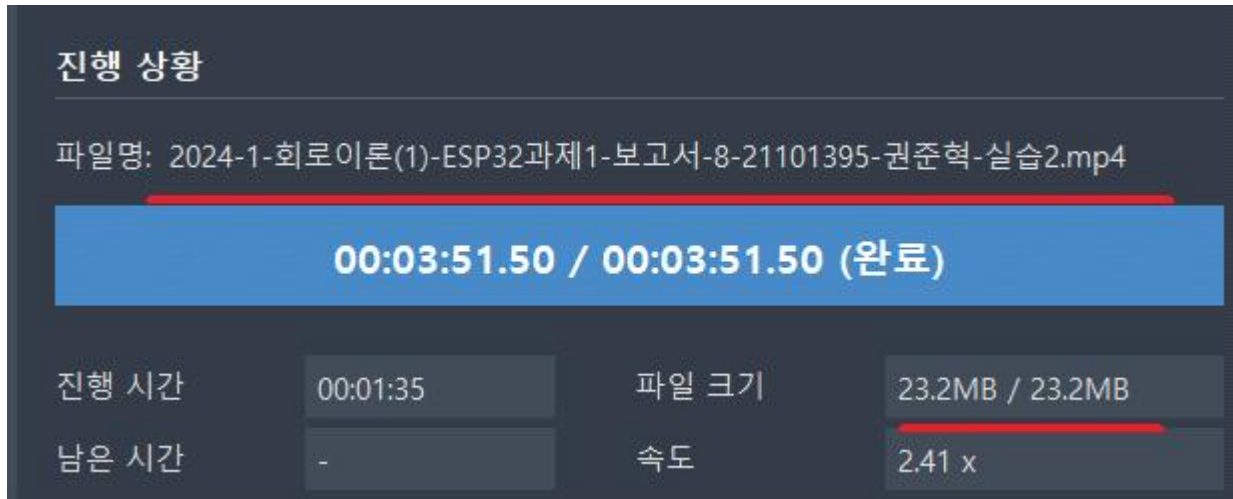 진행 상황
파일명: 2024-1-회로이론(1)-ESP32과제1-보고서-8-21101395-권준혁-실습2.mp4
00:03:51.50 / 00:03:51.50 (완료)
진행 시간 00:01:35 파일 크기 23.2MB / 23.2MB
남은 시간 - 속도 2.41 x